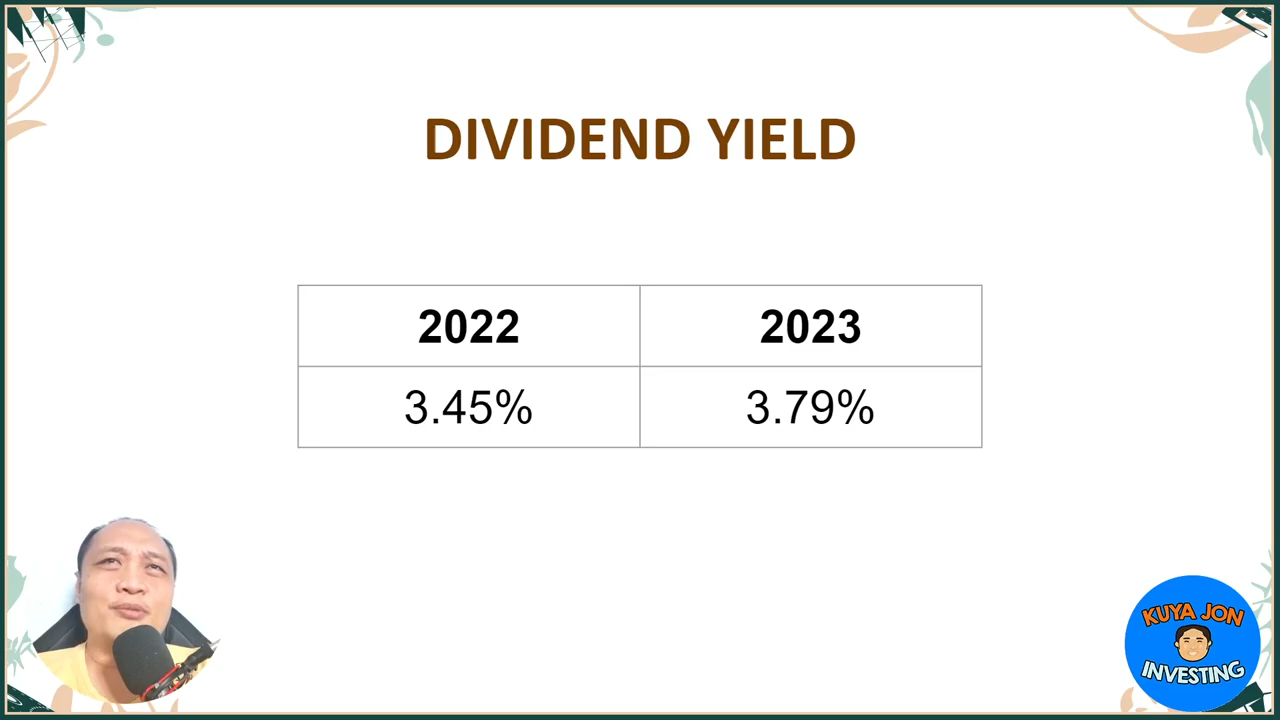 DIVIDEND YIELD
2022 2023
3.45% 3.79%
KUYA JON
INVESTING